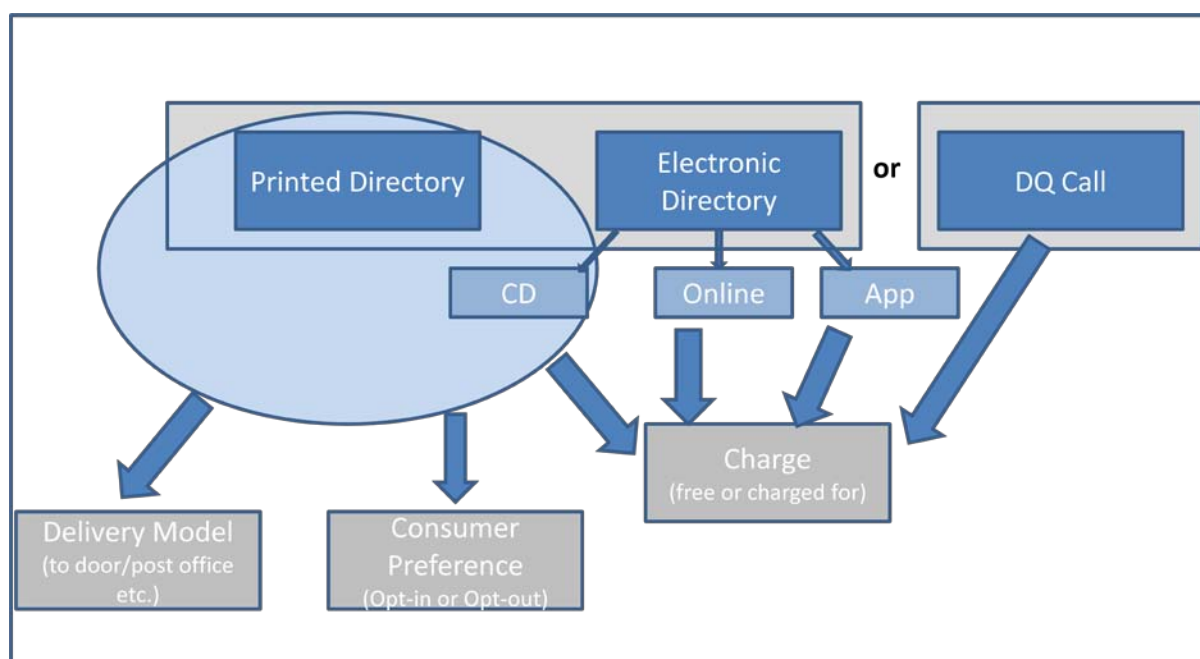 Printed Directory
Electronic
Directory
or
DQ Call
CD
Online
App
Charge
(free or charged for)
Delivery Model
(to door/post office
etc.)
Consumer
Preference
(Opt-in or Opt-out)